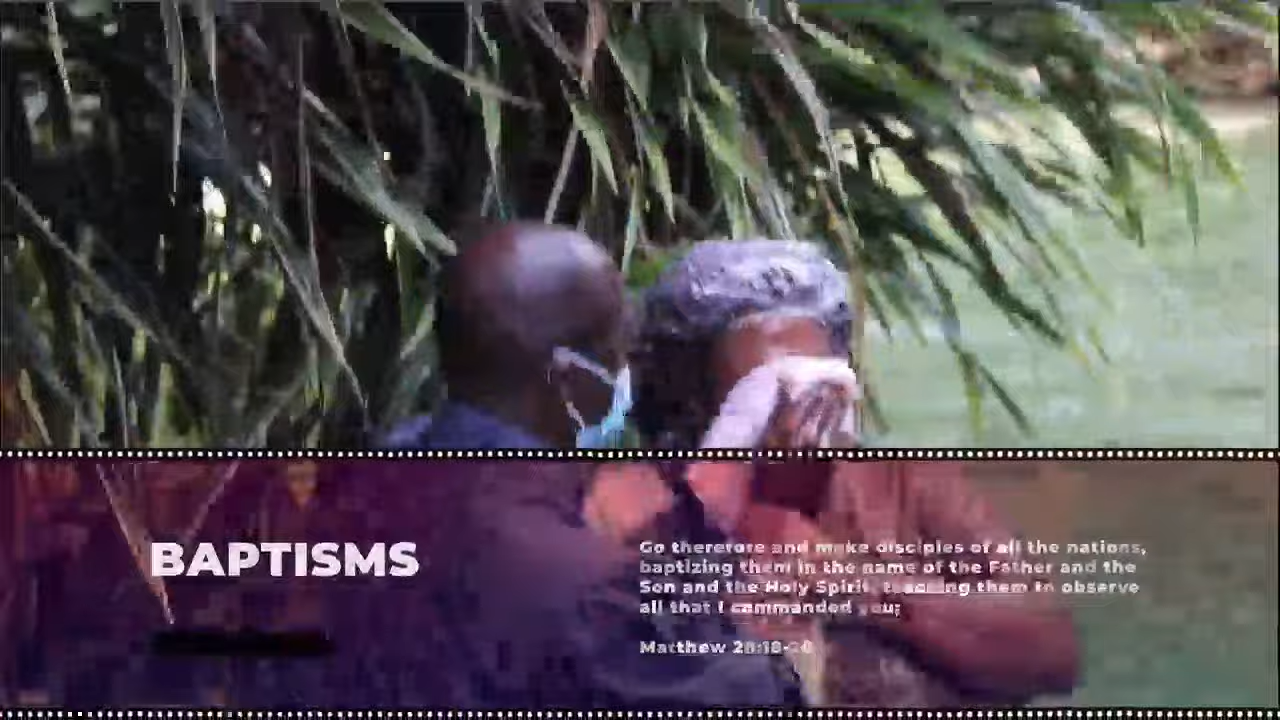 BAPTISMS
Go therefore and make disciples of all the nations,
baptizing them in the name of the Father and the
Son and the Holy Spirit, teaching them to observe
all that I commanded you;
Matthew